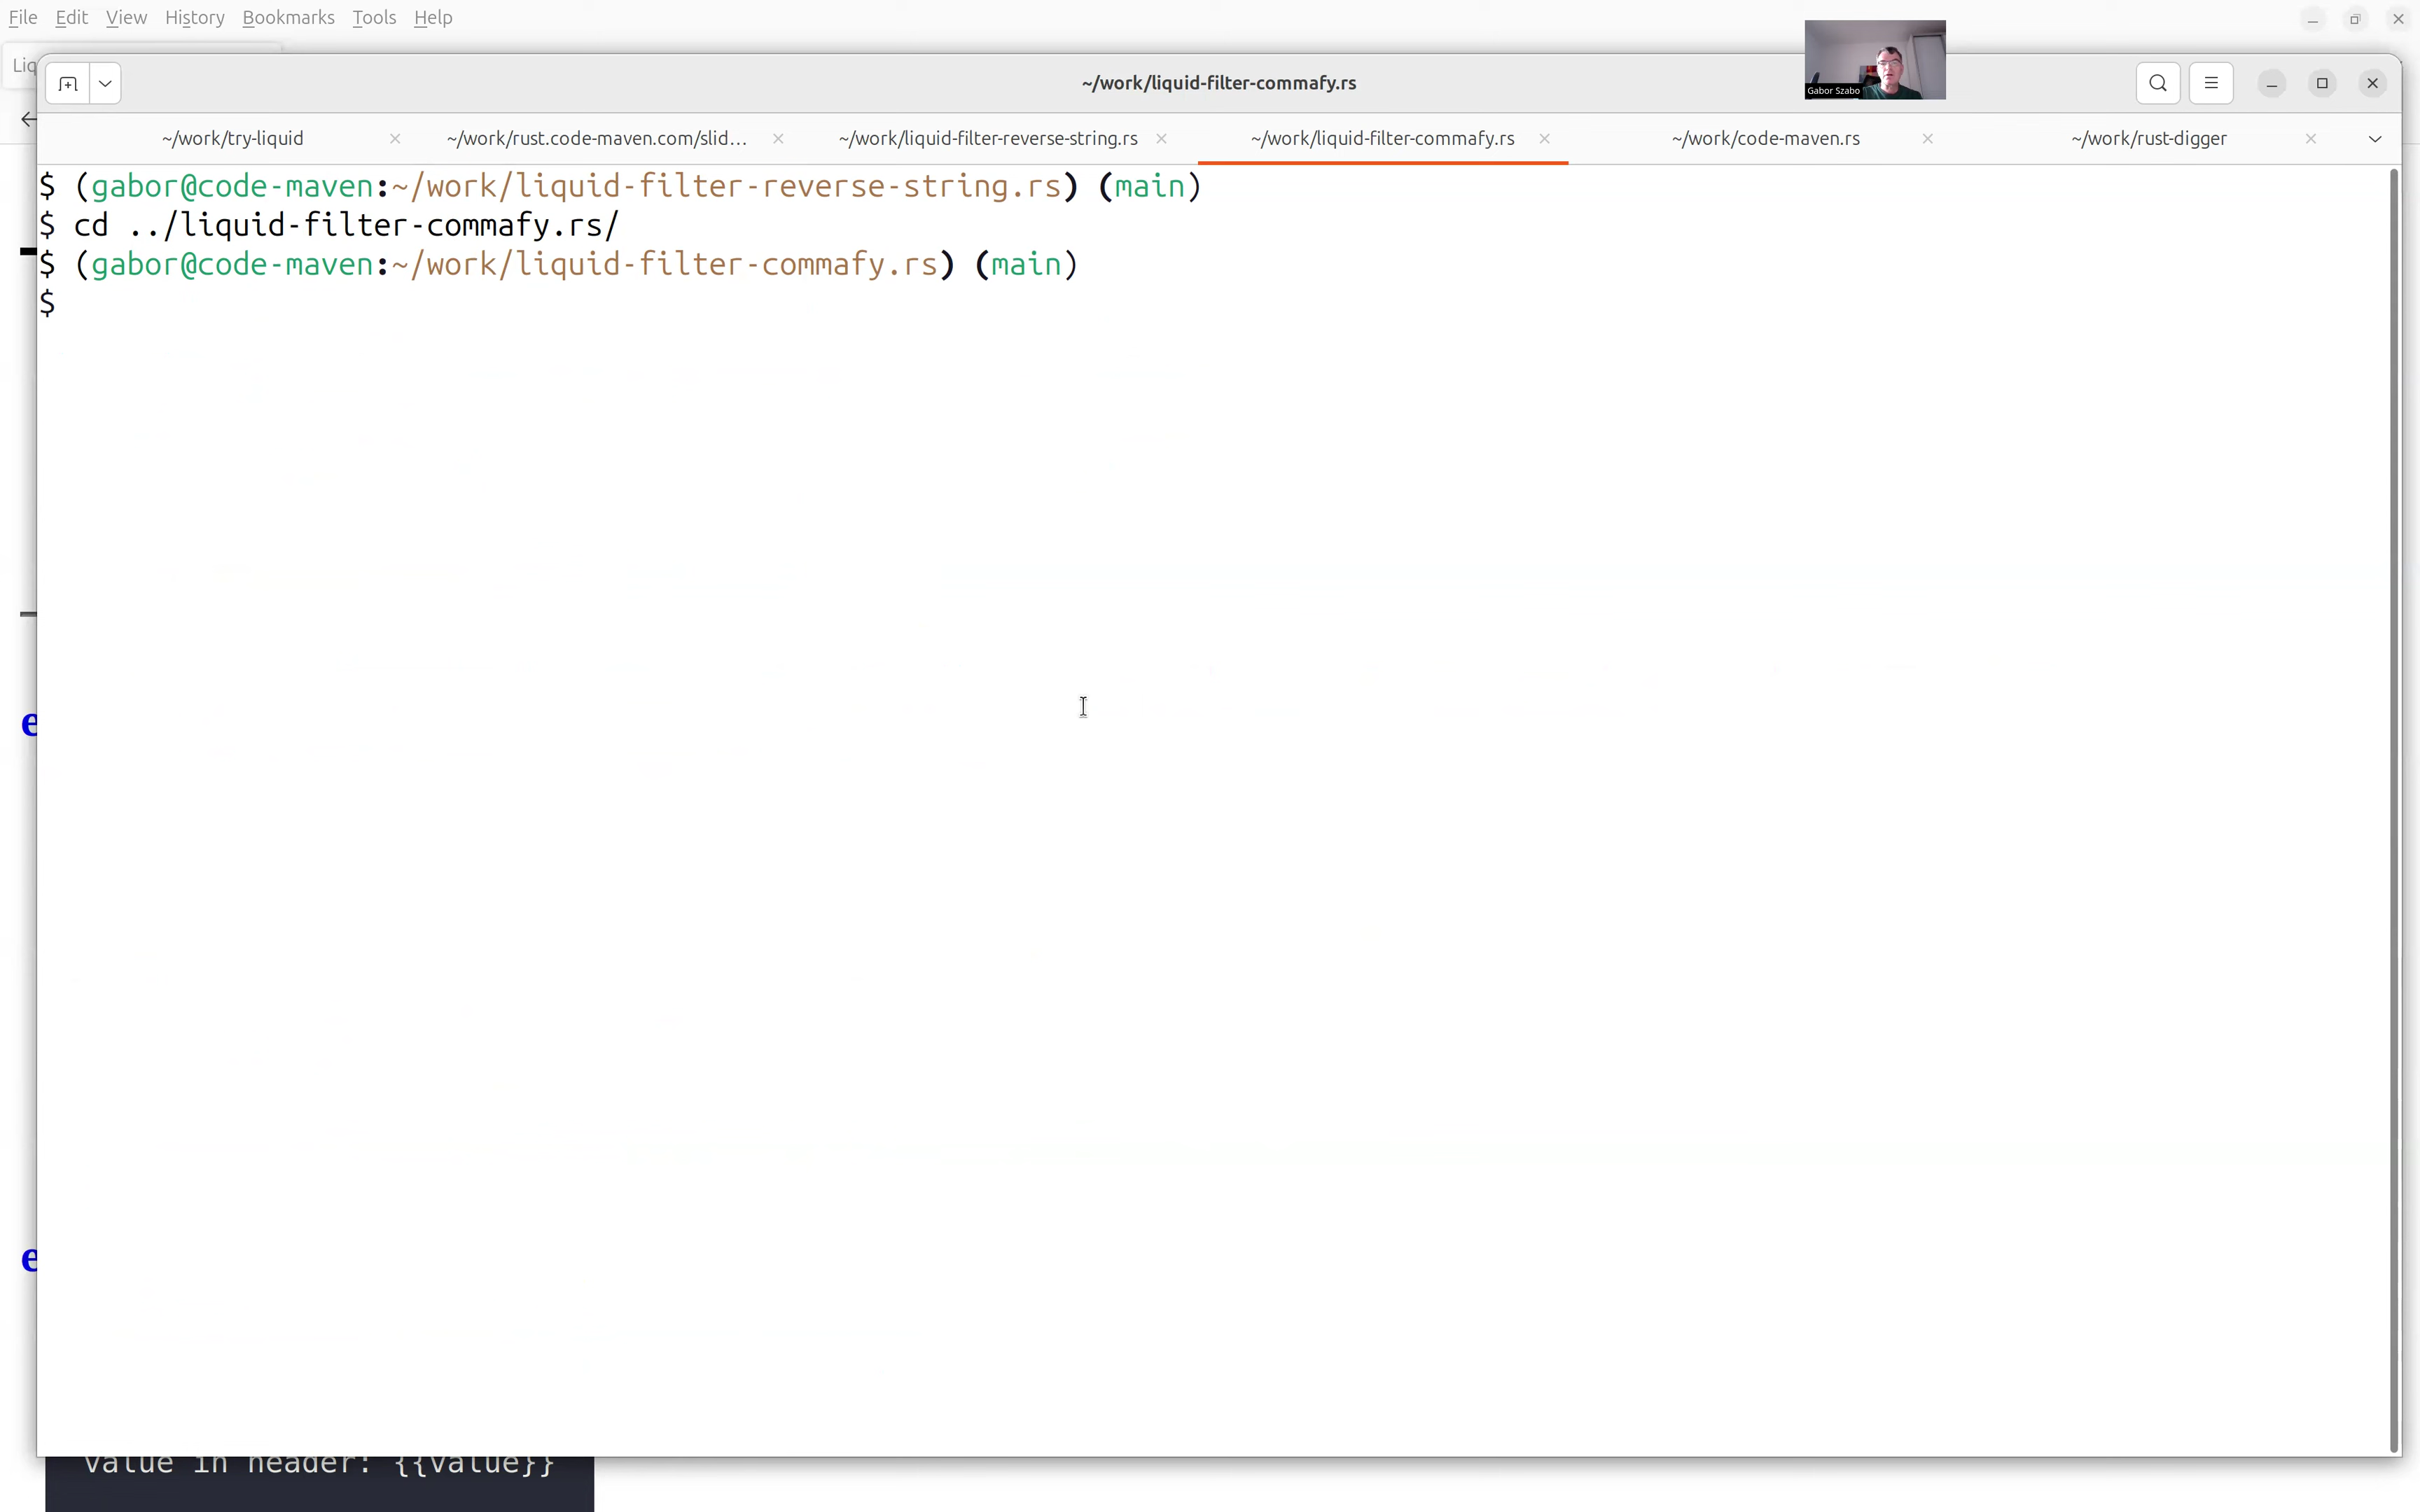 File Edit View History Bookmarks Tools Help
Liq
~/work/liquid-filter-commafy.rs
Gabor Szabo
~/work/try-liquid
~/work/rust.code-maven.com/slid...
~/work/liquid-filter-reverse-string.rs
~/work/liquid-filter-commafy.rs
~/work/code-maven.rs
~/work/rust-digger
$ (gabor@code-maven:~/work/liquid-filter-reverse-string.rs) (main)
$ cd ../liquid-filter-commafy.rs/
$ (gabor@code-maven:~/work/liquid-filter-commafy.rs) (main)
$
e
e
value in header: {{value}}